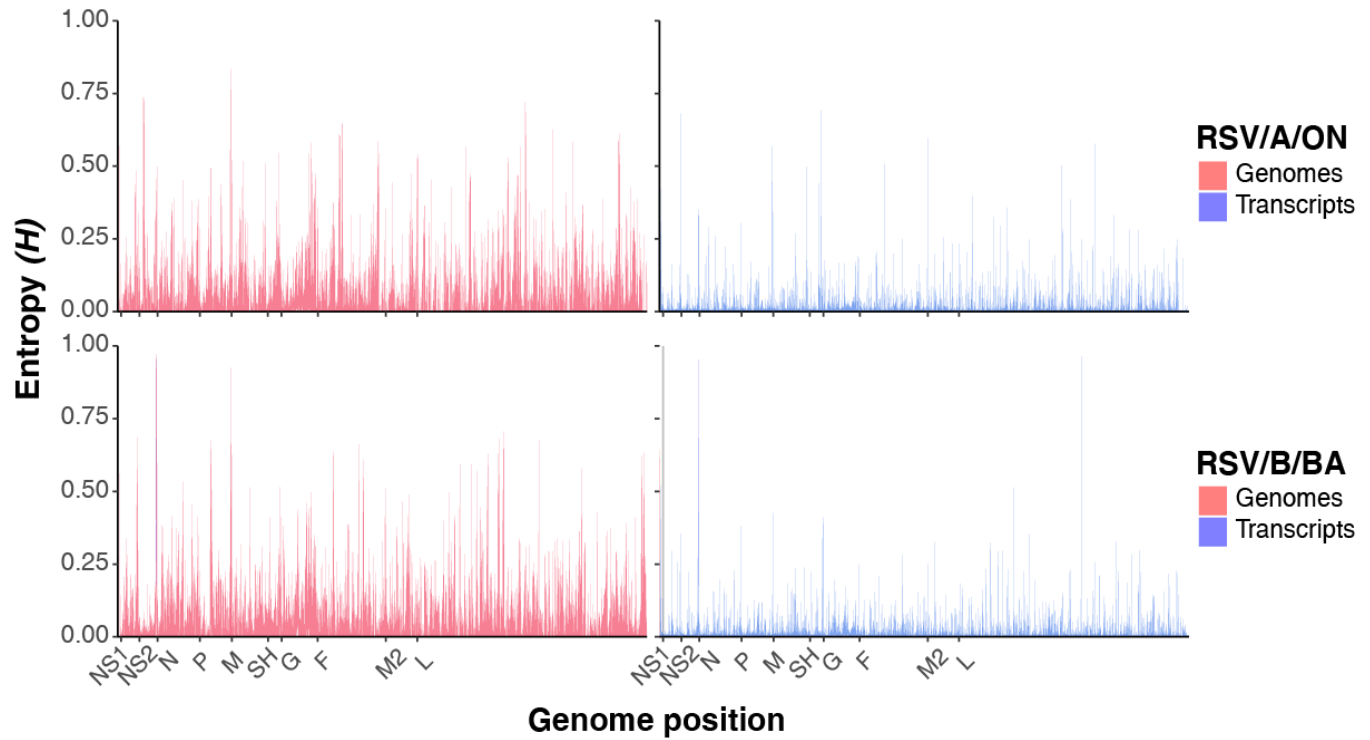 Entropy (H)
1.00
0.75
0.50
0.25
0.00
RSV/A/ON
Genomes
Transcripts
1.00
0.75
0.50
0.25
0.00
RSV/B/BA
Genomes
Transcripts
NS1 NS2 N P M SH G F M2 L
NS1 NS2 N P M SH G F M2 L
Genome position